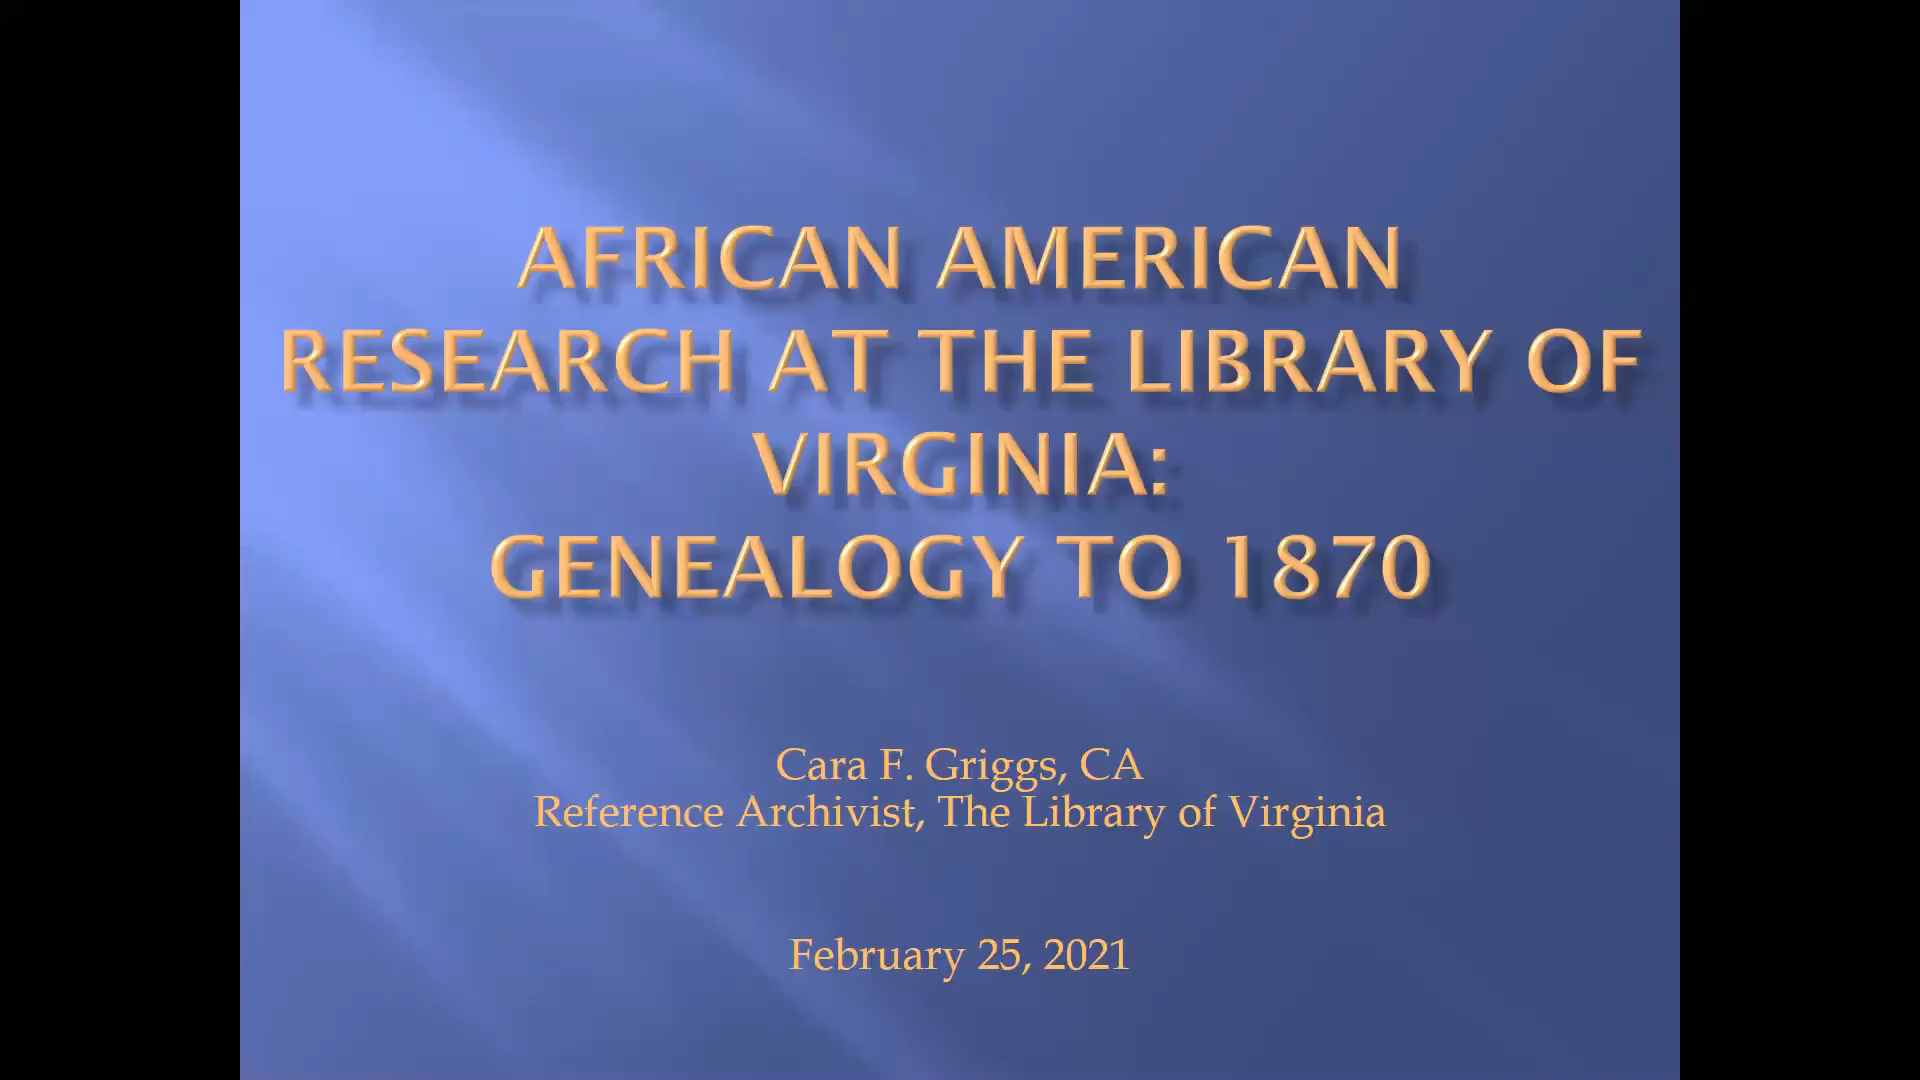 AFRICAN AMERICAN
RESEARCH AT THE LIBRARY OF
VIRGINIA:
GENEALOGY TO 1870
Cara F. Griggs, CA
Reference Archivist, The Library of Virginia
February 25, 2021